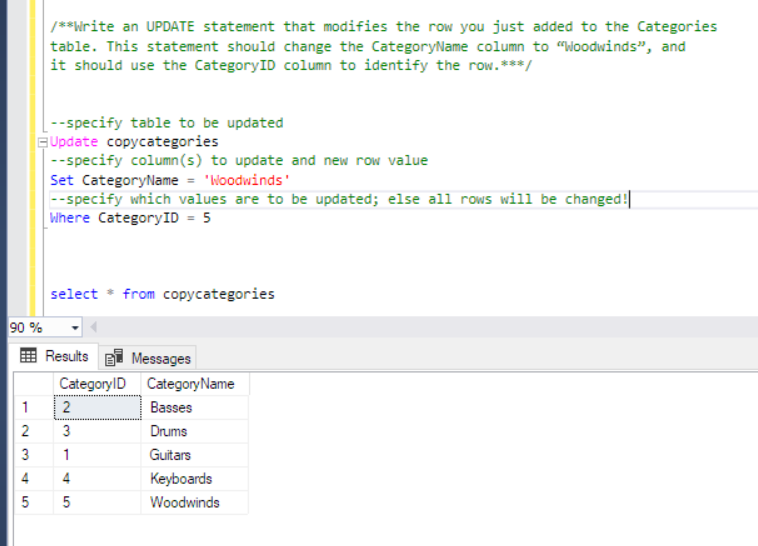 /**Write an UPDATE statement that modifies the row you just added to the Categories
table. This statement should change the CategoryName column to “Woodwinds”, and
it should use the CategoryID column to identify the row.***/
--specify table to be updated
Update copycategories
--specify column(s) to update and new row value
Set CategoryName = 'Woodwinds'
--specify which values are to be updated; else all rows will be changed!
Where CategoryID = 5
select * from copycategories
90 %
Results Messages
CategoryID CategoryName
1 2 Basses
2 3 Drums
3 1 Guitars
4 4 Keyboards
5 5 Woodwinds